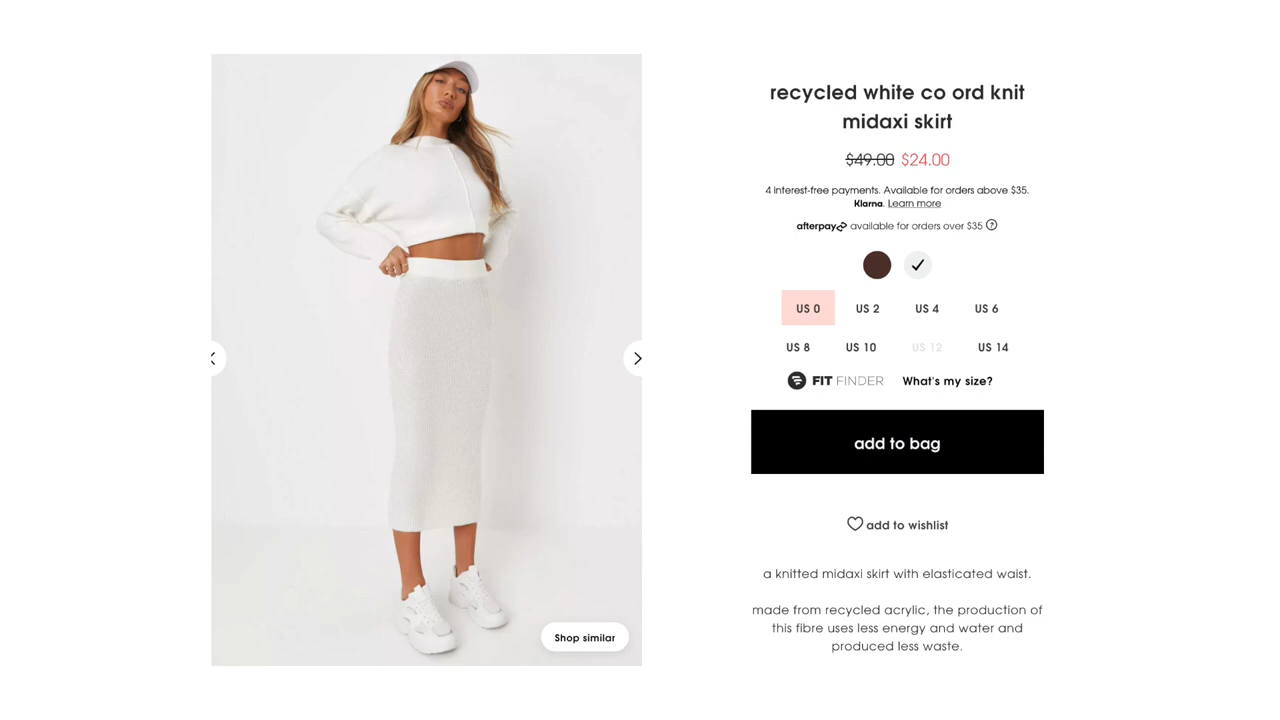 recycled white co ord knit
midaxi skirt
$49.00 $24.00
4 interest-free payments. Available for orders above $35.
Klarna. Learn more
afterpay available for orders over $35 ?
US 0 US 2 US 4 US 6
US 8 US 10 US 12 US 14
FIT FINDER What's my size?
add to bag
add to wishlist
a knitted midaxi skirt with elasticated waist.
made from recycled acrylic, the production of
this fibre uses less energy and water and
produced less waste.
Shop similar